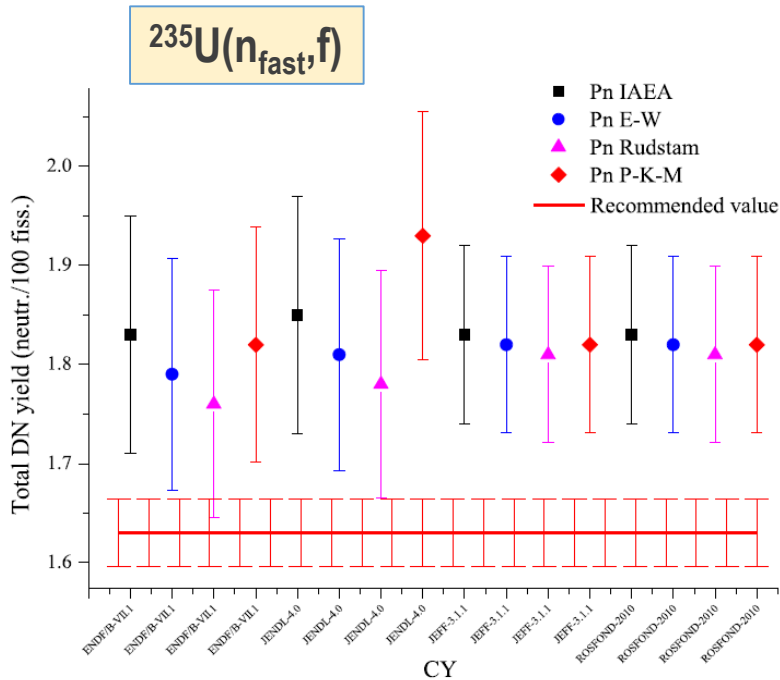 ²³⁵U(n_fast,f)
Pn IAEA
Pn E-W
Pn Rudstam
Pn P-K-M
Recommended value
Total DN yield (neutr./100 fiss.)
2.0
1.9
1.8
1.7
1.6
ENDF/B-VII.1
ENDF/B-VII.1
ENDF/B-VII.1
ENDF/B-VII.1
JENDL-4.0
JENDL-4.0
JENDL-4.0
JENDL-4.0
JEFF-3.1.1
JEFF-3.1.1
JEFF-3.1.1
JEFF-3.1.1
ROSFOND-2010
ROSFOND-2010
ROSFOND-2010
ROSFOND-2010
CY